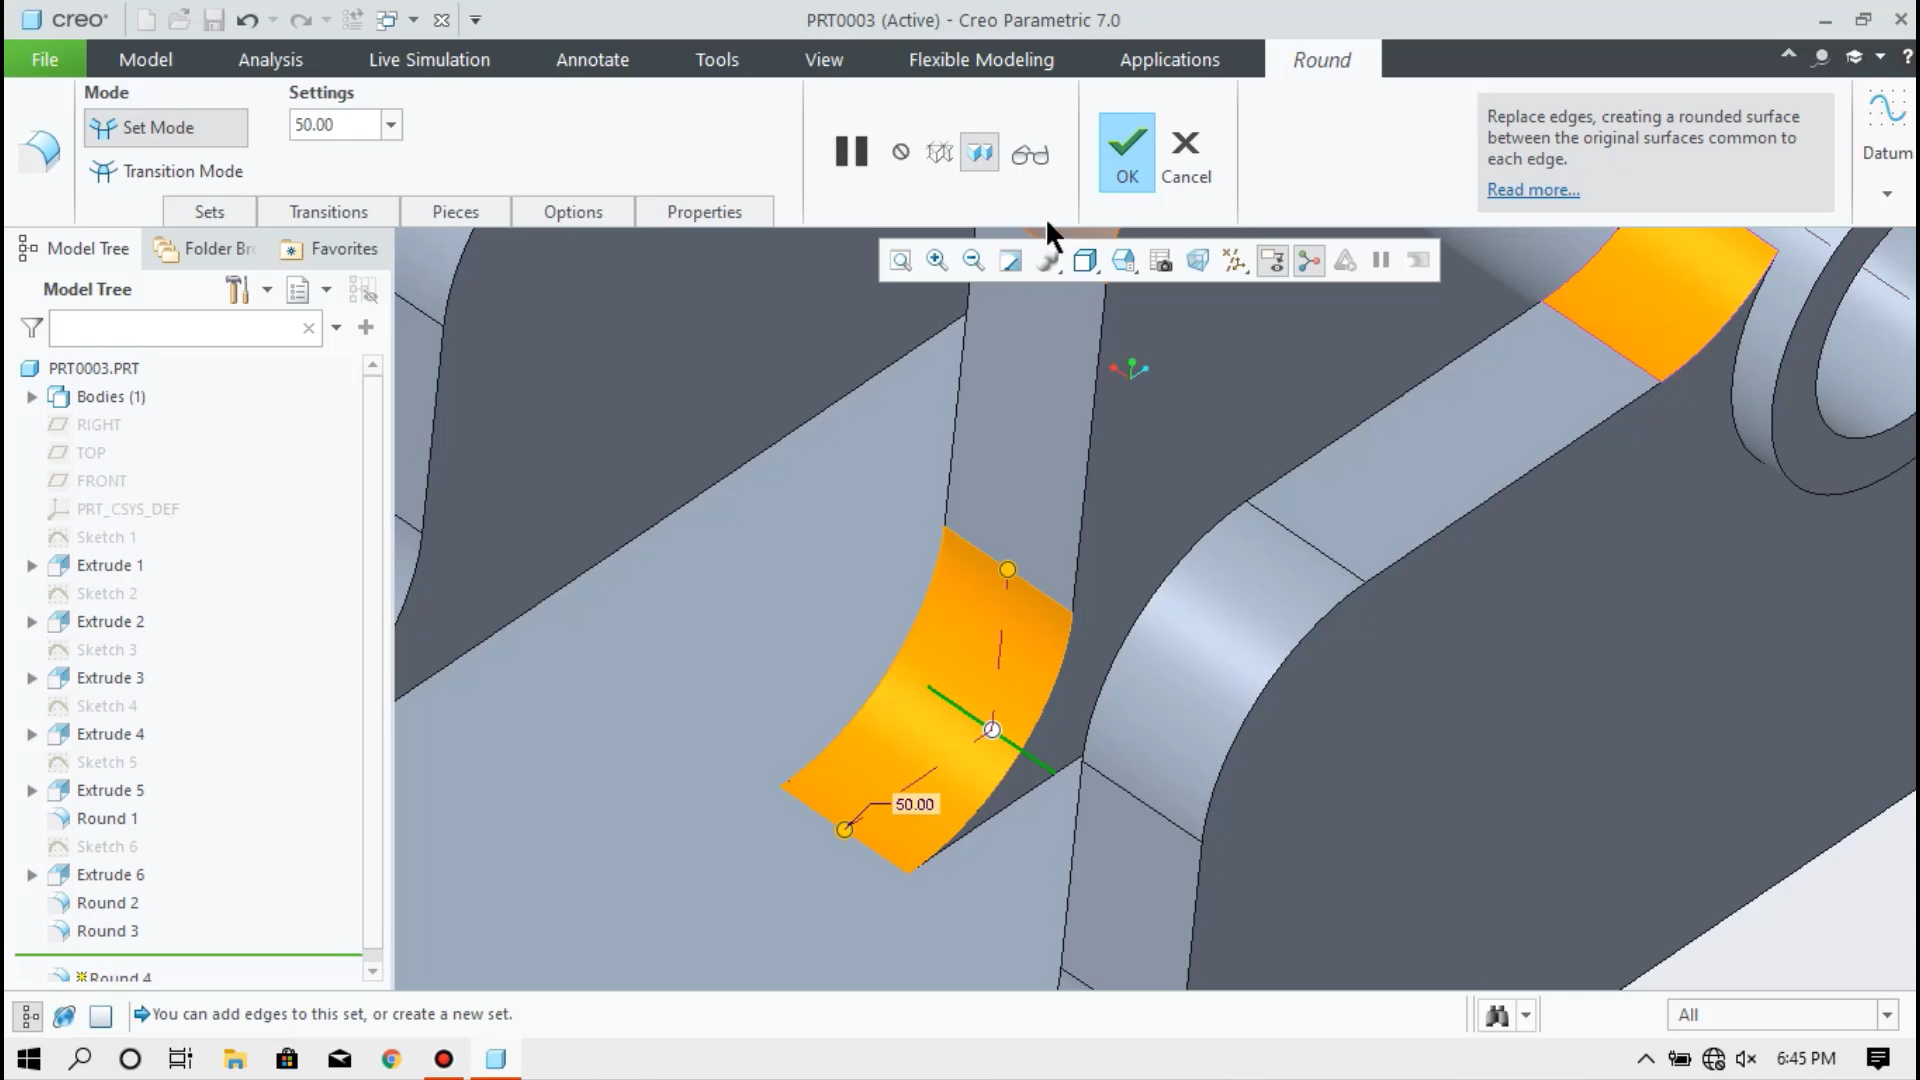 creo
PRT0003 (Active) - Creo Parametric 7.0
File
Model
Analysis
Live Simulation
Annotate
Tools
View
Flexible Modeling
Applications
Round
?
Mode
Settings
Set Mode
50.00
Transition Mode
Sets
Transitions
Pieces
Options
Properties
OK
Cancel
Replace edges, creating a rounded surface
between the original surfaces common to
each edge.
Read more...
Datum
Model Tree
Folder Br
Favorites
Model Tree
PRT0003.PRT
Bodies (1)
RIGHT
TOP
FRONT
PRT_CSYS_DEF
Sketch 1
Extrude 1
Sketch 2
Extrude 2
Sketch 3
Extrude 3
Sketch 4
Extrude 4
Sketch 5
Extrude 5
Round 1
Sketch 6
Extrude 6
Round 2
Round 3
Round 4
50.00
You can add edges to this set, or create a new set.
All
6:45 PM